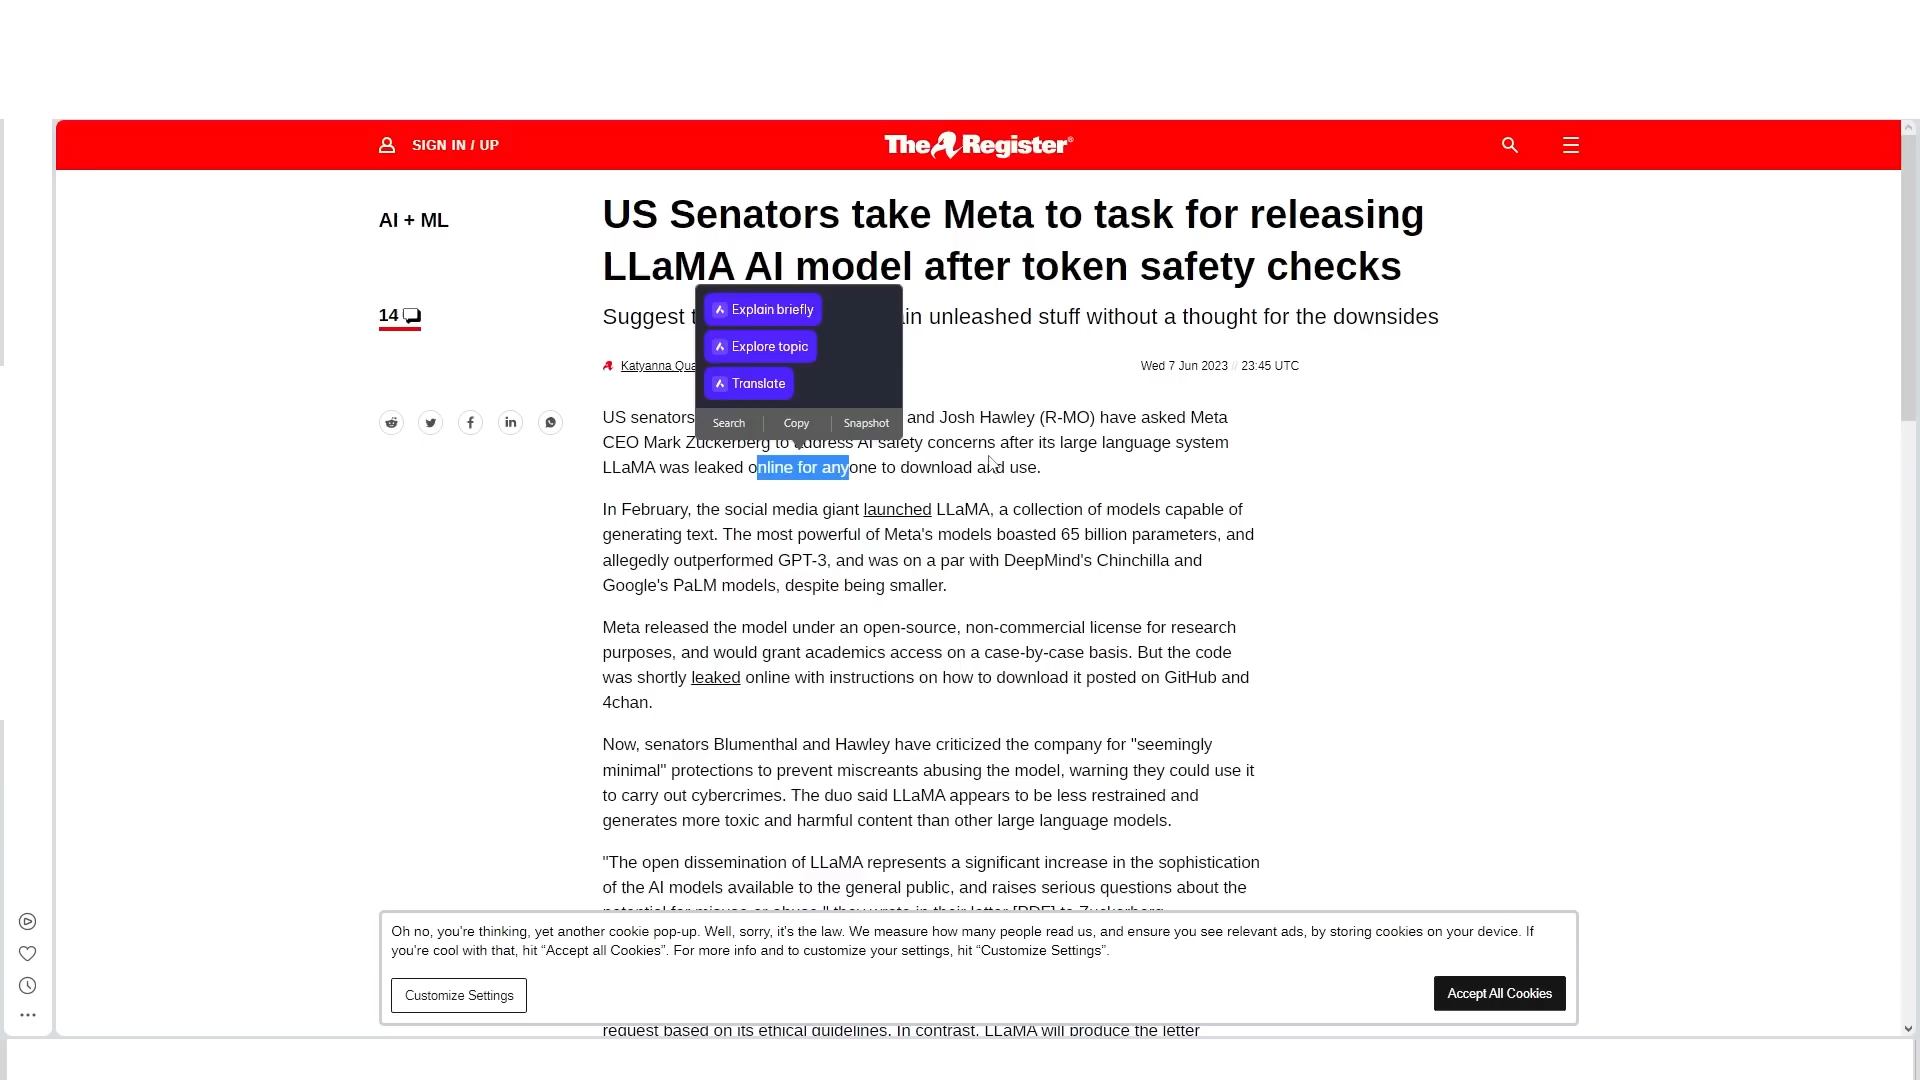 SIGN IN / UP
The Register®
AI + ML
US Senators take Meta to task for releasing
LLaMA AI model after token safety checks
14
Suggest in unleashed stuff without a thought for the downsides
Explain briefly
Explore topic
Translate
Search
Copy
Snapshot
Katyanna
Wed 7 Jun 2023 // 23:45 UTC
US senators and Josh Hawley (R-MO) have asked Meta
CEO Mark Zuckerberg to address AI safety concerns after its large language system
LLaMA was leaked online for anyone to download and use.
In February, the social media giant launched LLaMA, a collection of models capable of
generating text. The most powerful of Meta's models boasted 65 billion parameters, and
allegedly outperformed GPT-3, and was on a par with DeepMind's Chinchilla and
Google's PaLM models, despite being smaller.
Meta released the model under an open-source, non-commercial license for research
purposes, and would grant academics access on a case-by-case basis. But the code
was shortly leaked online with instructions on how to download it posted on GitHub and
4chan.
Now, senators Blumenthal and Hawley have criticized the company for "seemingly
minimal" protections to prevent miscreants abusing the model, warning they could use it
to carry out cybercrimes. The duo said LLaMA appears to be less restrained and
generates more toxic and harmful content than other large language models.
"The open dissemination of LLaMA represents a significant increase in the sophistication
of the AI models available to the general public, and raises serious questions about the
potential for misuse or abuse," they wrote in their letter [PDF] to Zuckerberg.
Oh no, you're thinking, yet another cookie pop-up. Well, sorry, it's the law. We measure how many people read us, and ensure you see relevant ads, by storing cookies on your device. If
you're cool with that, hit “Accept all Cookies”. For more info and to customize your settings, hit “Customize Settings”.
Customize Settings
Accept All Cookies
request based on its ethical guidelines. In contrast, LLaMA will produce the letter